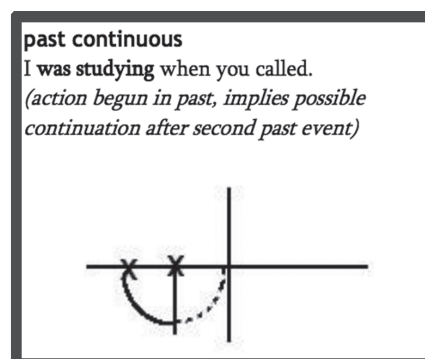 past continuous
I was studying when you called.
(action begun in past, implies possible
continuation after second past event)
X X